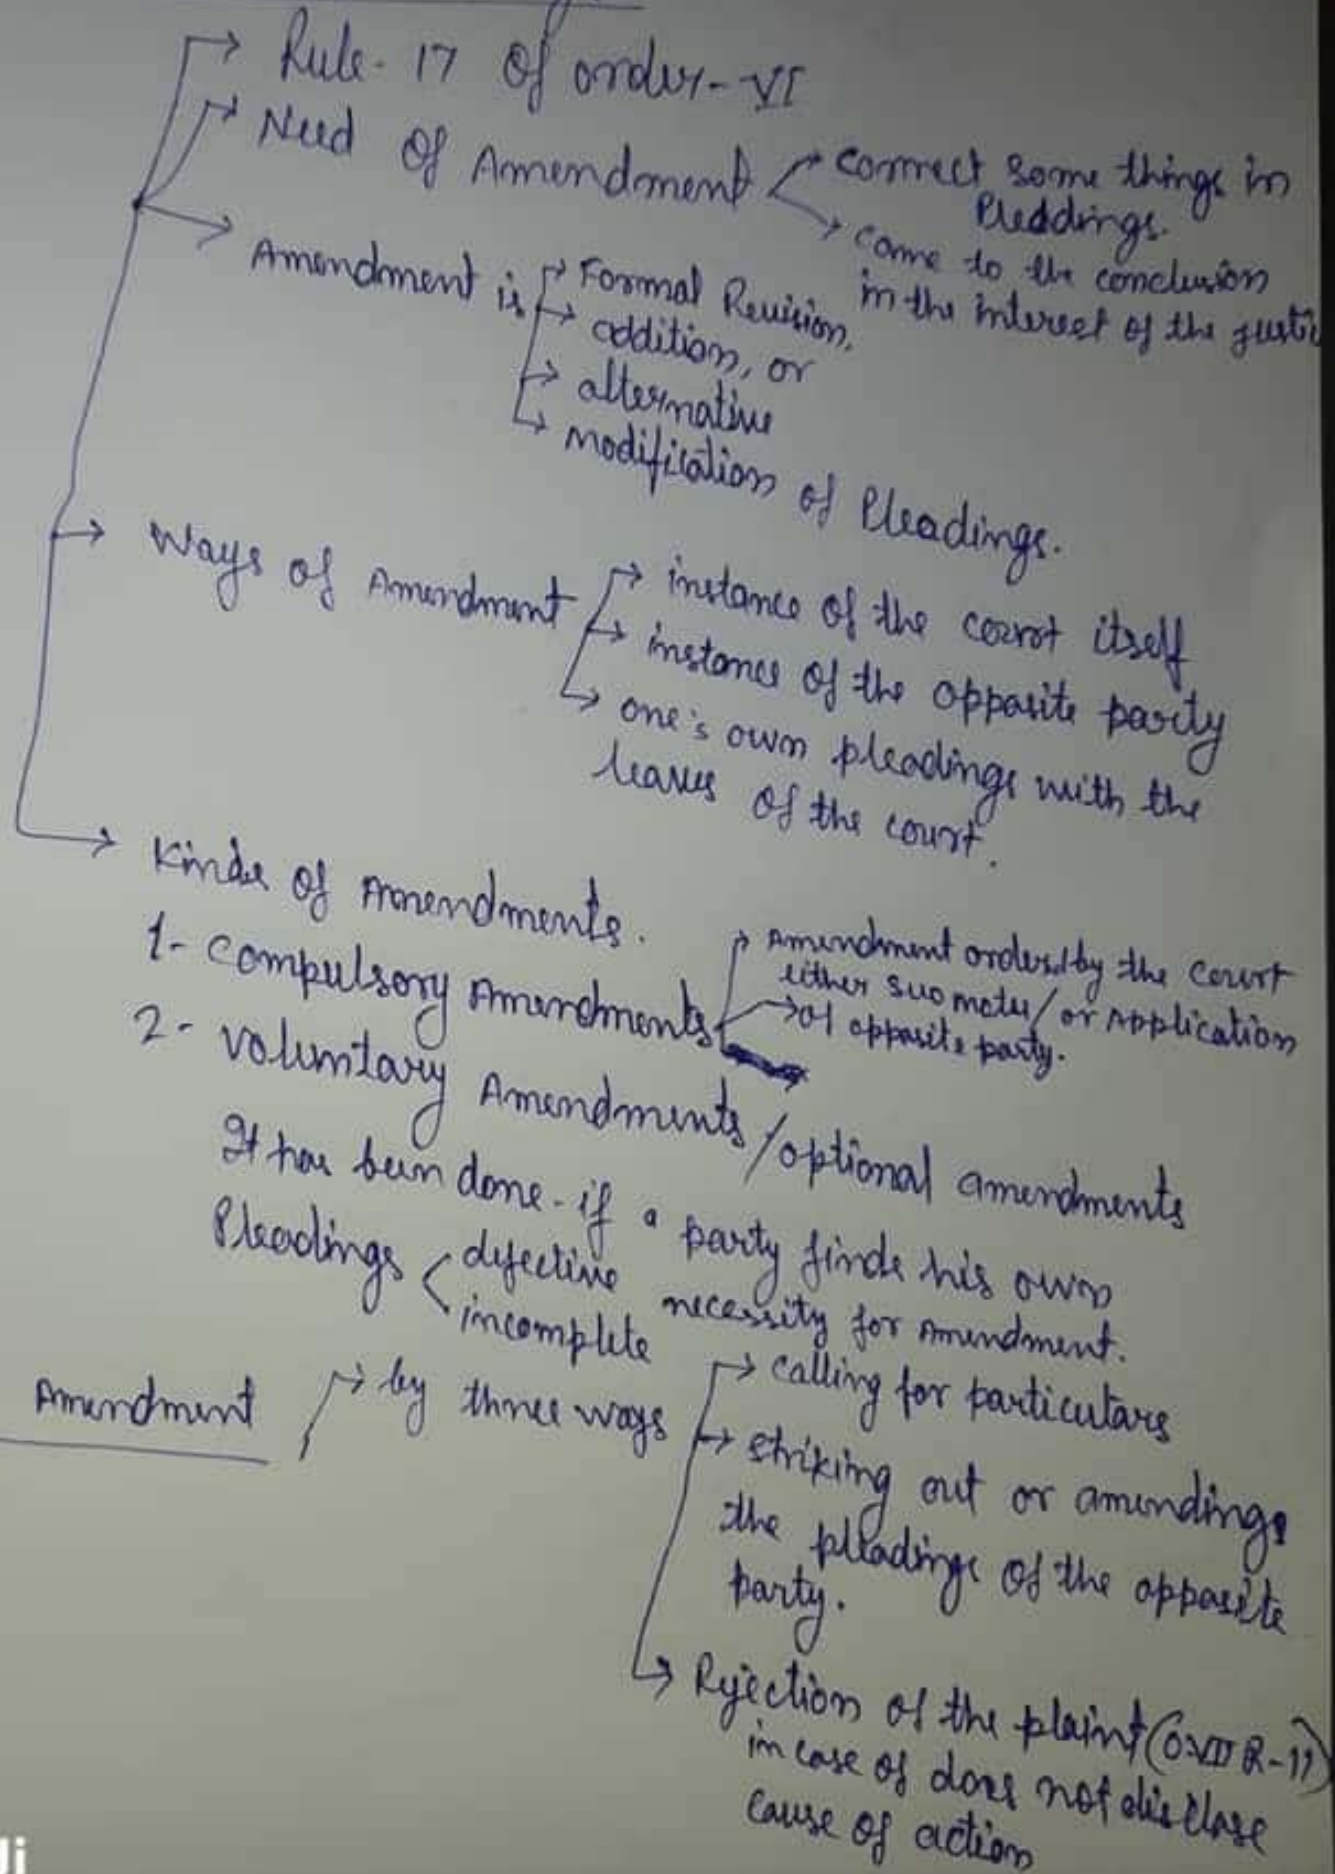 Rule- 17 of order- VI
Need of Amendment
correct some things in
Pleddings.
come to the conclusion
in the interest of the justic
Amendment is
Formal Revision,
addition, or
alternative
modification of Pleadings.
Ways of Amendment
instance of the court itself
instance of the opposite party
one's own pleadings with the
leaves of the court.
Kinds of Amendments.
1- Compulsory Amendments
Amendment ordered by the Court
either suo motu / or Application
of opposite party.
2- Voluntary Amendments / optional amendments
It has been done- if a party finds his own
Pleadings
defective
incomplete
necessity for Amendment.
Amendment
by three ways
calling for particulars
striking out or amendings
the pleadings of the opposite
party.
Rejection of the plaint (O-VII R-11)
in case of does not disclose
cause of action